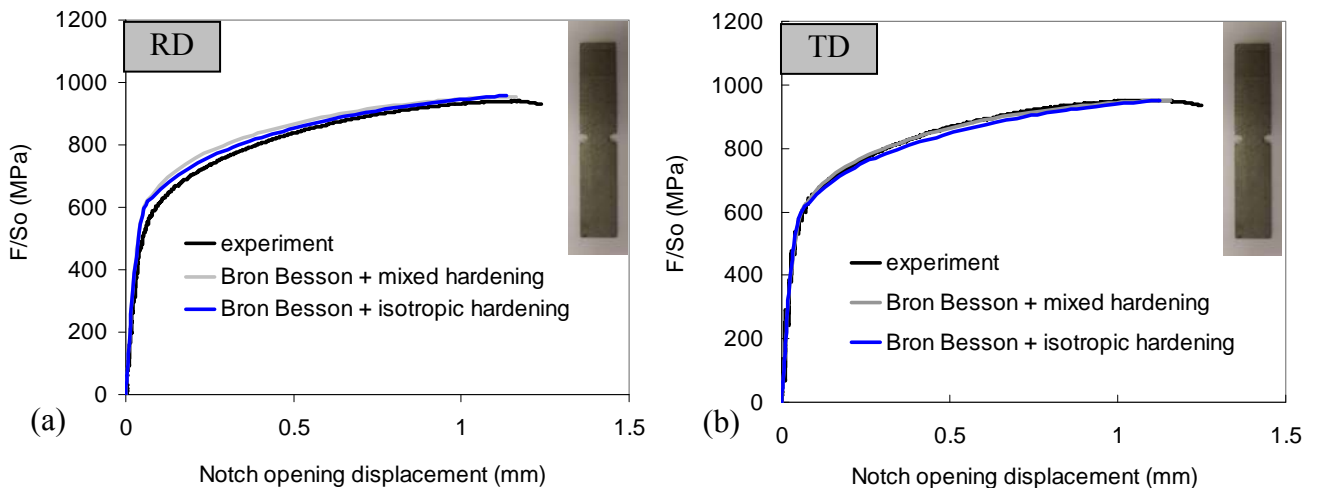 RD
F/So (MPa)
1200
1000
800
600
400
200
0
experiment
Bron Besson + mixed hardening
Bron Besson + isotropic hardening
0 0.5 1 1.5
Notch opening displacement (mm)
(a)
TD
F/So (MPa)
1200
1000
800
600
400
200
0
experiment
Bron Besson + mixed hardening
Bron Besson + isotropic hardening
0 0.5 1 1.5
Notch opening displacement (mm)
(b)